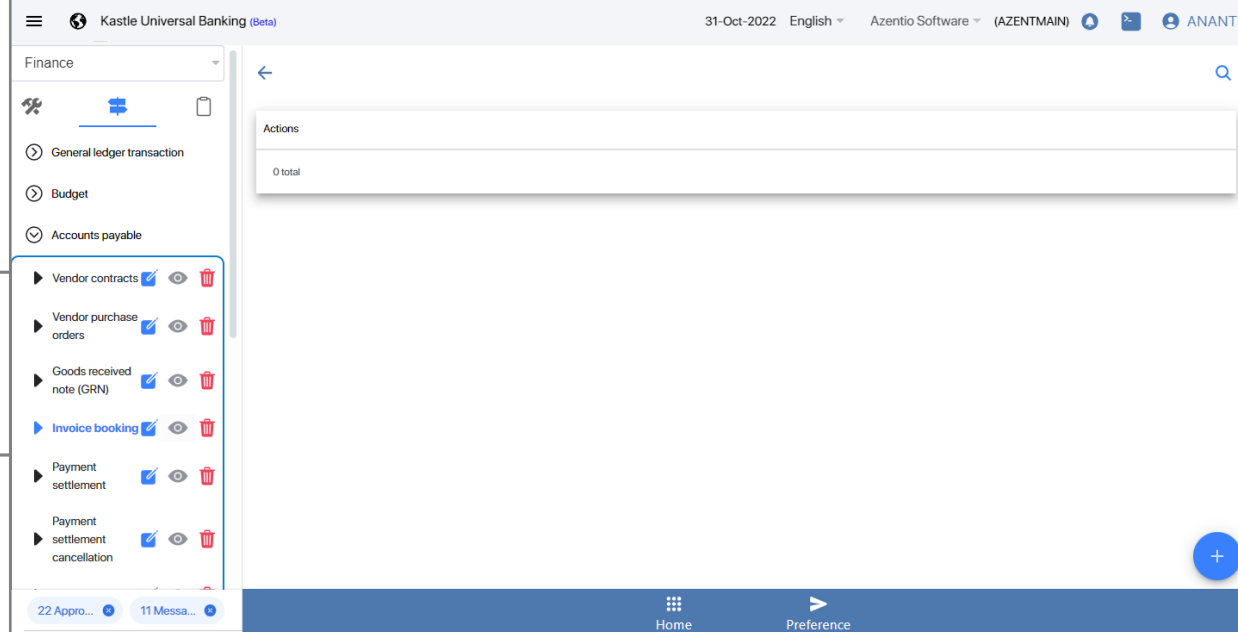 Kastle Universal Banking (Beta)
31-Oct-2022 English Azentio Software (AZENTMAIN) ANANT
Finance
General ledger transaction
Budget
Accounts payable
Vendor contracts
Vendor purchase
orders
Goods received
note (GRN)
Invoice booking
Payment
settlement
Payment
settlement
cancellation
22 Appro...
11 Messa...
Actions
0 total
Home
Preference